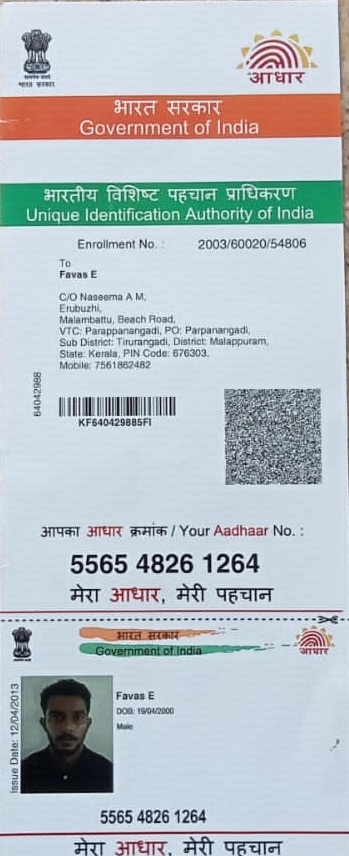 सत्यमेव जयते
भारत सरकार
आधार
भारत सरकार
Government of India
भारतीय विशिष्ट पहचान प्राधिकरण
Unique Identification Authority of India
Enrollment No. : 2003/60020/54806
To
Favas E
C/O Naseema A M,
Erubuzhi,
Malambattu, Beach Road,
VTC: Parappanangadi, PO: Parpanangadi,
Sub District: Tirurangadi, District: Malappuram,
State: Kerala, PIN Code: 676303,
Mobile: 7561862482
64042988
KF640429885FI
आपका आधार क्रमांक / Your Aadhaar No. :
5565 4826 1264
मेरा आधार, मेरी पहचान
भारत सरकार
Government of India
आधार
Issue Date: 12/04/2013
Favas E
DOB: 19/04/2000
Male
5565 4826 1264
मेरा आधार, मेरी पहचान